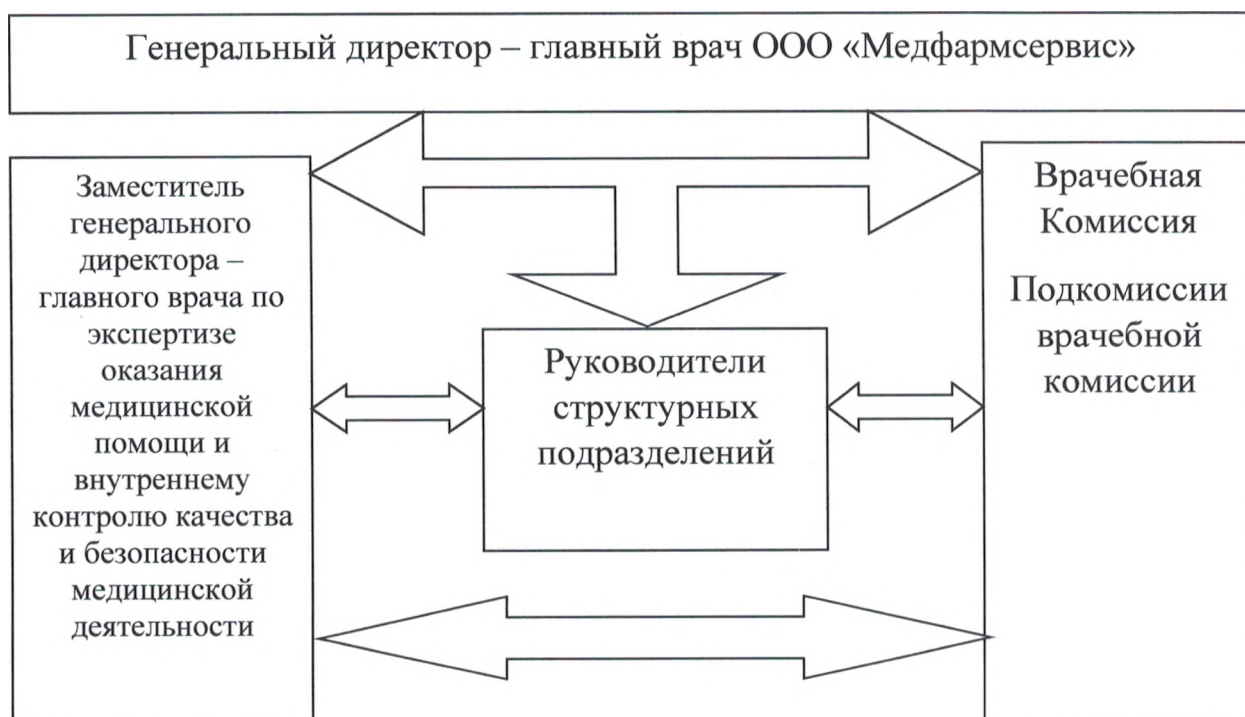 Генеральный директор – главный врач ООО «Медфармсервис»
Заместитель
генерального
директора –
главного врача по
экспертизе
оказания
медицинской
помощи и
внутреннему
контролю качества
и безопасности
медицинской
деятельности
Руководители
структурных
подразделений
Врачебная
Комиссия
Подкомиссии
врачебной
комиссии